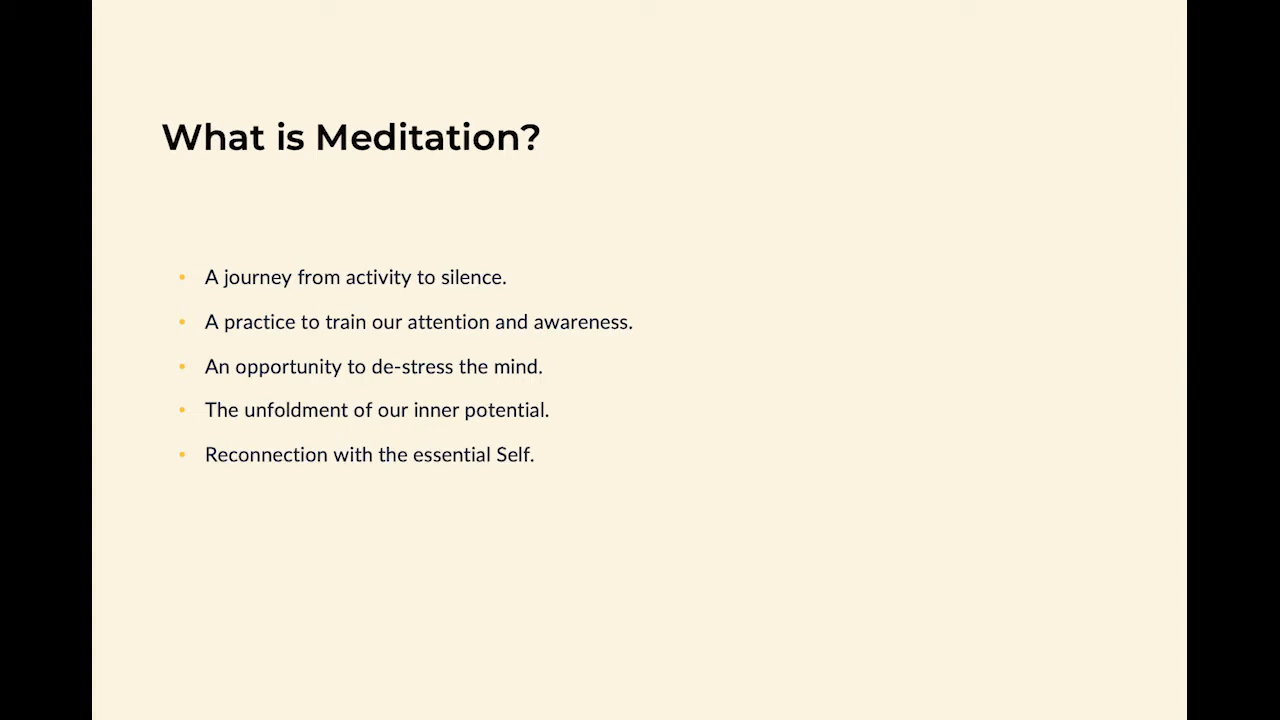 What is Meditation?
• A journey from activity to silence.
• A practice to train our attention and awareness.
• An opportunity to de-stress the mind.
• The unfoldment of our inner potential.
• Reconnection with the essential Self.